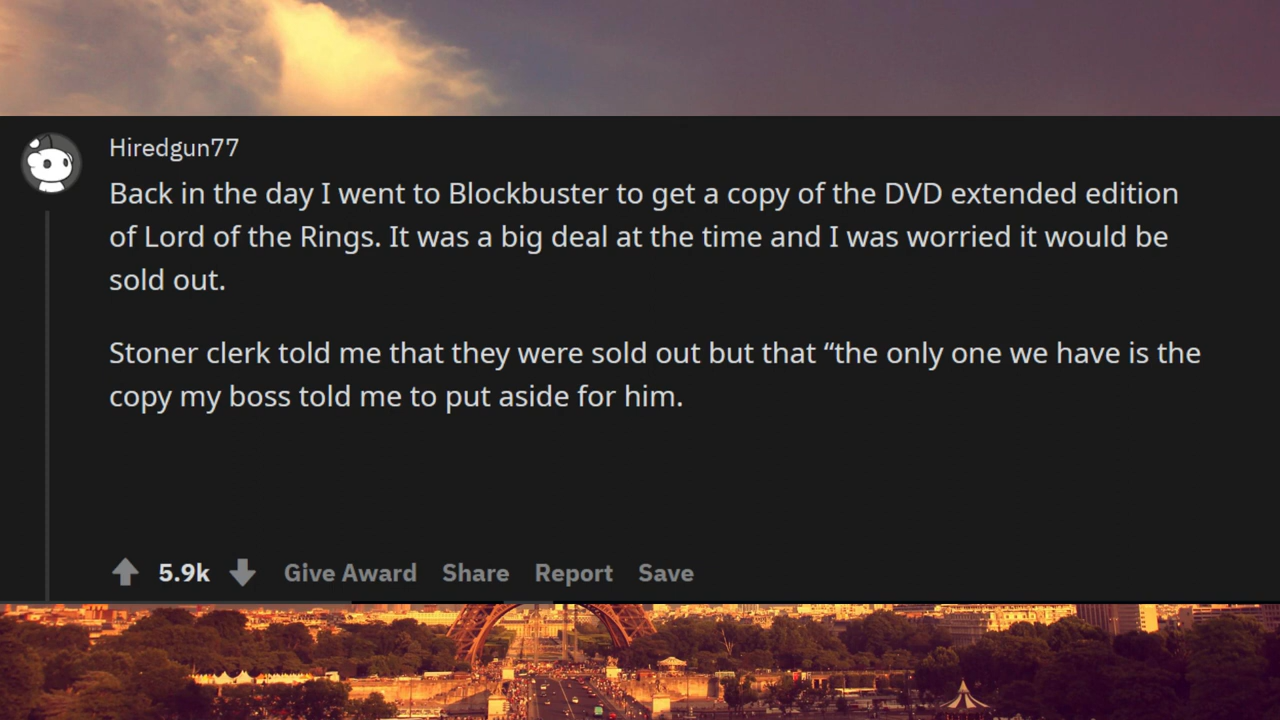 Hiredgun77
Back in the day I went to Blockbuster to get a copy of the DVD extended edition
of Lord of the Rings. It was a big deal at the time and I was worried it would be
sold out.
Stoner clerk told me that they were sold out but that “the only one we have is the
copy my boss told me to put aside for him.
5.9k Give Award Share Report Save